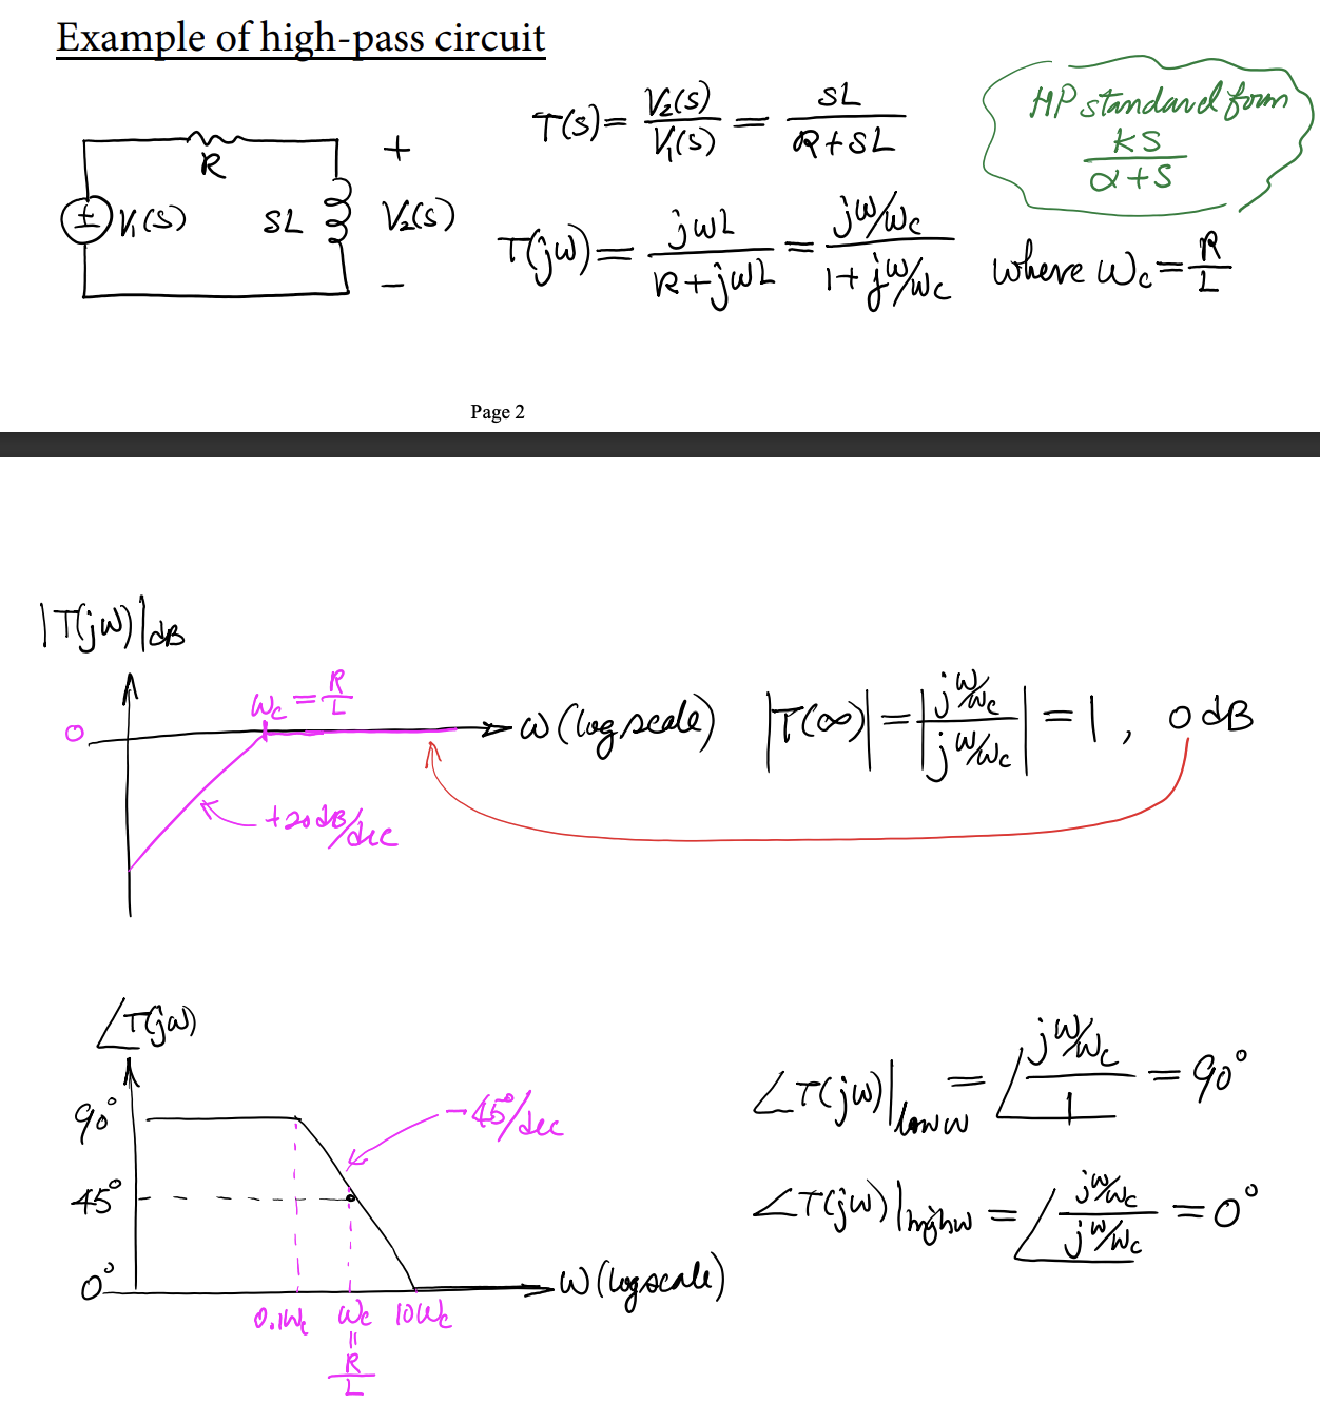 Example of high-pass circuit
HP standard form
KS
α+S
T(s)= V₂(s) / V₁(s) = SL / R+SL
R
+
V₁(s)
SL
V₂(s)
−
±
T(jω)= jωL / R+jωL = jω/ωc / 1+jω/ωc where ωc = R/L
Page 2
|T(jω)|dB
ωc = R/L
0
ω (log scale)
|T(∞)| = |jω/ωc / jω/ωc| = 1, 0 dB
+20dB/dec
∠T(jω)
90°
−45°/dec
45°
0°
ω (log scale)
0.1ωc ωc 10ωc
=
R/L
∠T(jω)|low ω = ∠ jω/ωc / 1 = 90°
∠T(jω)|high ω = ∠ jω/ωc / jω/ωc = 0°